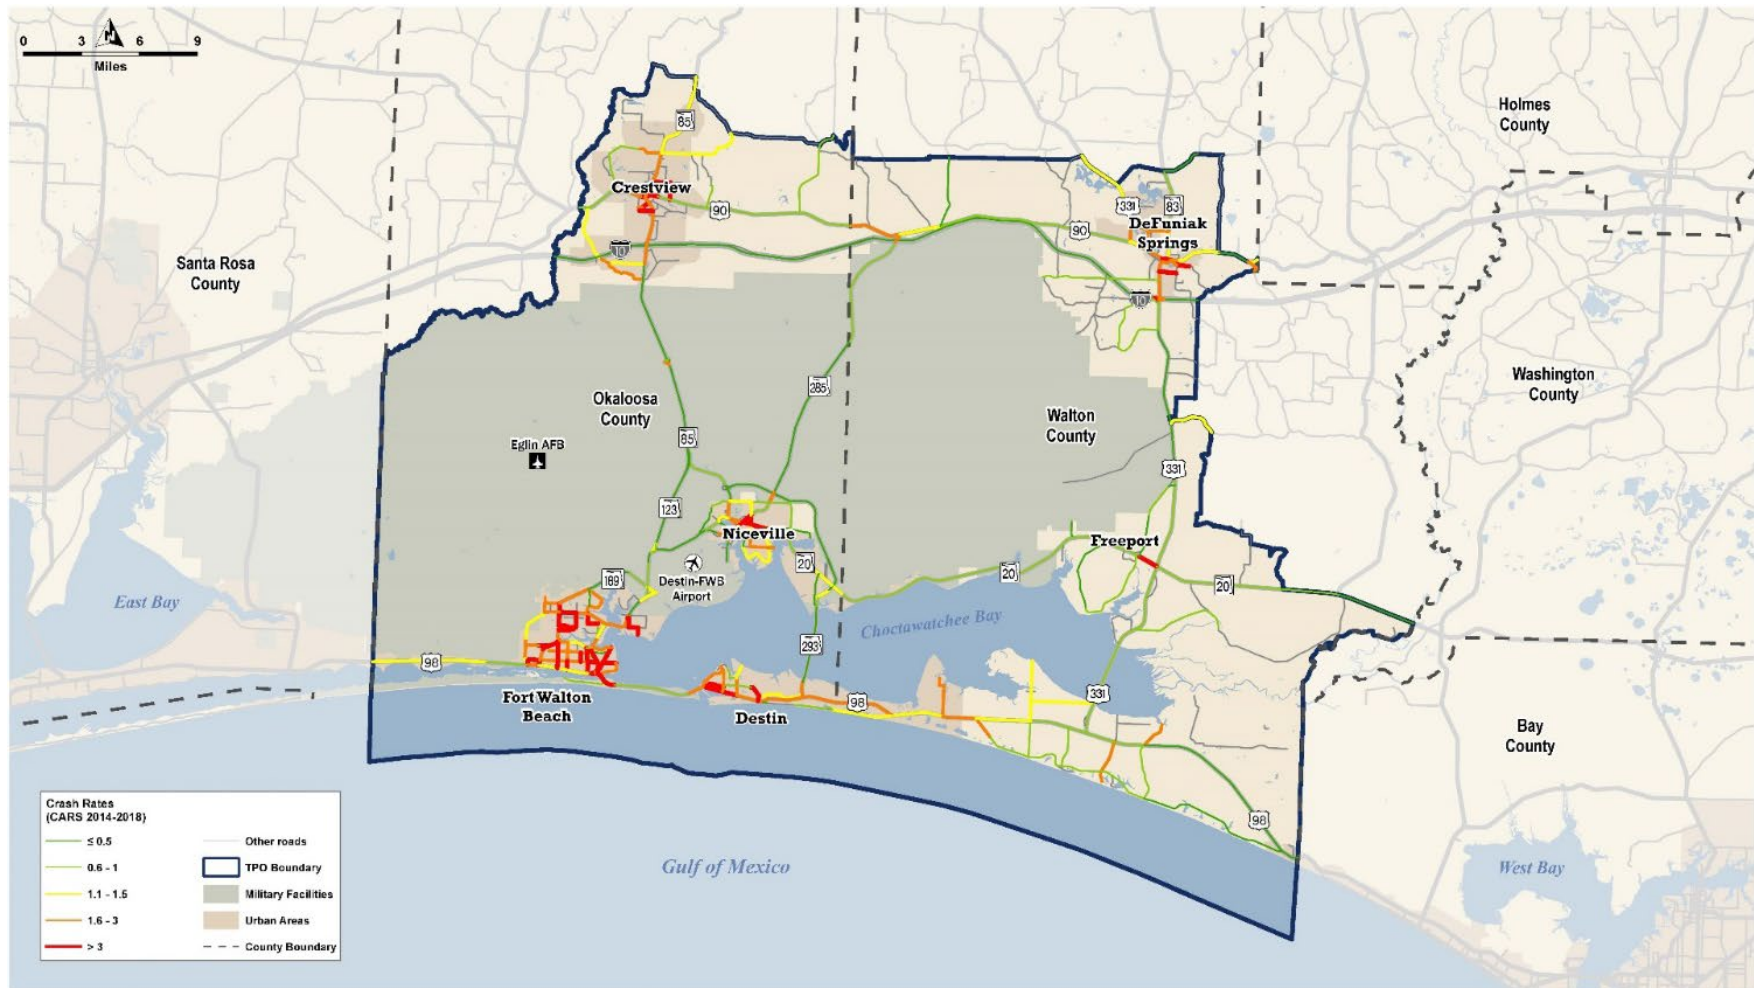 0 3 N 6 9
Miles
Holmes
County
85
Crestview
90
331
83
DeFuniak
Springs
90
10
Santa Rosa
County
10
Washington
County
Okaloosa
County
285
Walton
County
85
Eglin AFB
331
123
Niceville
Freeport
20
20
20
189
Destin-FWB
Airport
East Bay
Choctawatchee Bay
293
98
331
98
Fort Walton
Beach
Destin
Bay
County
98
Gulf of Mexico
West Bay
Crash Rates
(CARS 2014-2018)
≤ 0.5
0.6 - 1
1.1 - 1.5
1.6 - 3
> 3
Other roads
TPO Boundary
Military Facilities
Urban Areas
County Boundary